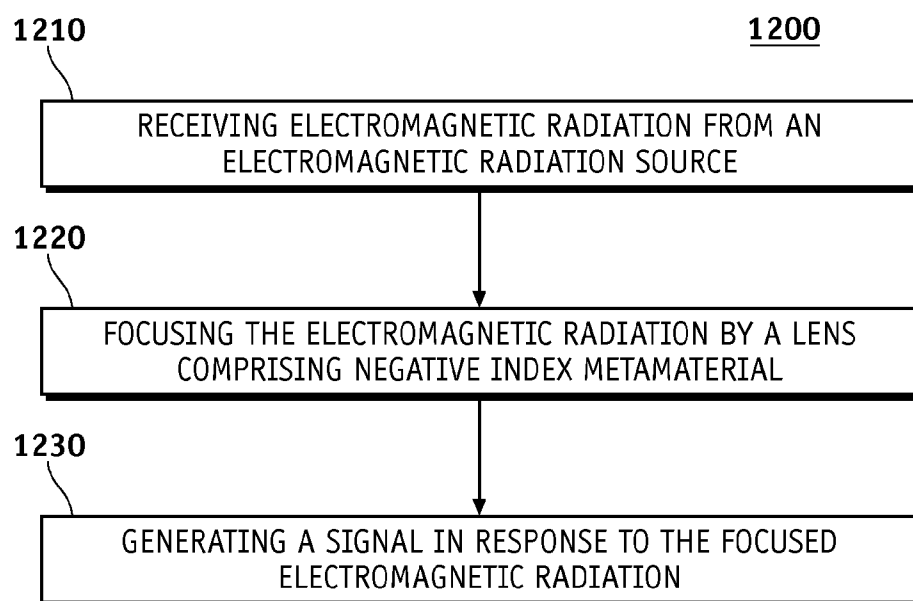 1210
1200
RECEIVING ELECTROMAGNETIC RADIATION FROM AN
ELECTROMAGNETIC RADIATION SOURCE
1220
FOCUSING THE ELECTROMAGNETIC RADIATION BY A LENS
COMPRISING NEGATIVE INDEX METAMATERIAL
1230
GENERATING A SIGNAL IN RESPONSE TO THE FOCUSED
ELECTROMAGNETIC RADIATION